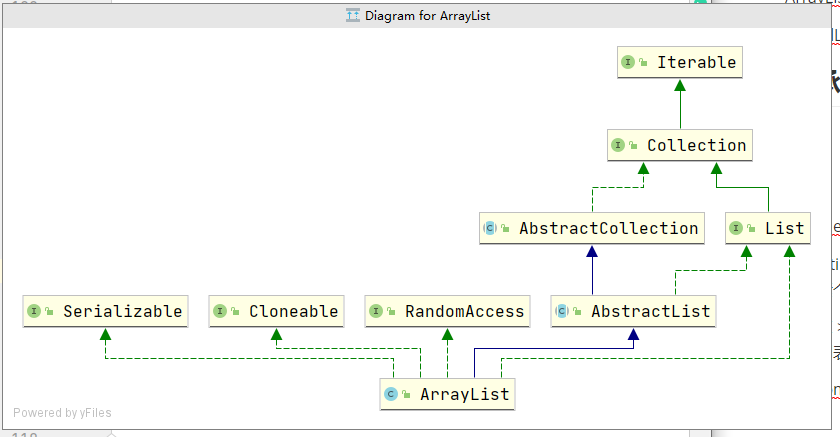 Diagram for ArrayList
I Iterable
I Collection
C AbstractCollection
I List
I Serializable
I Cloneable
I RandomAccess
C AbstractList
C ArrayList
Powered by yFiles